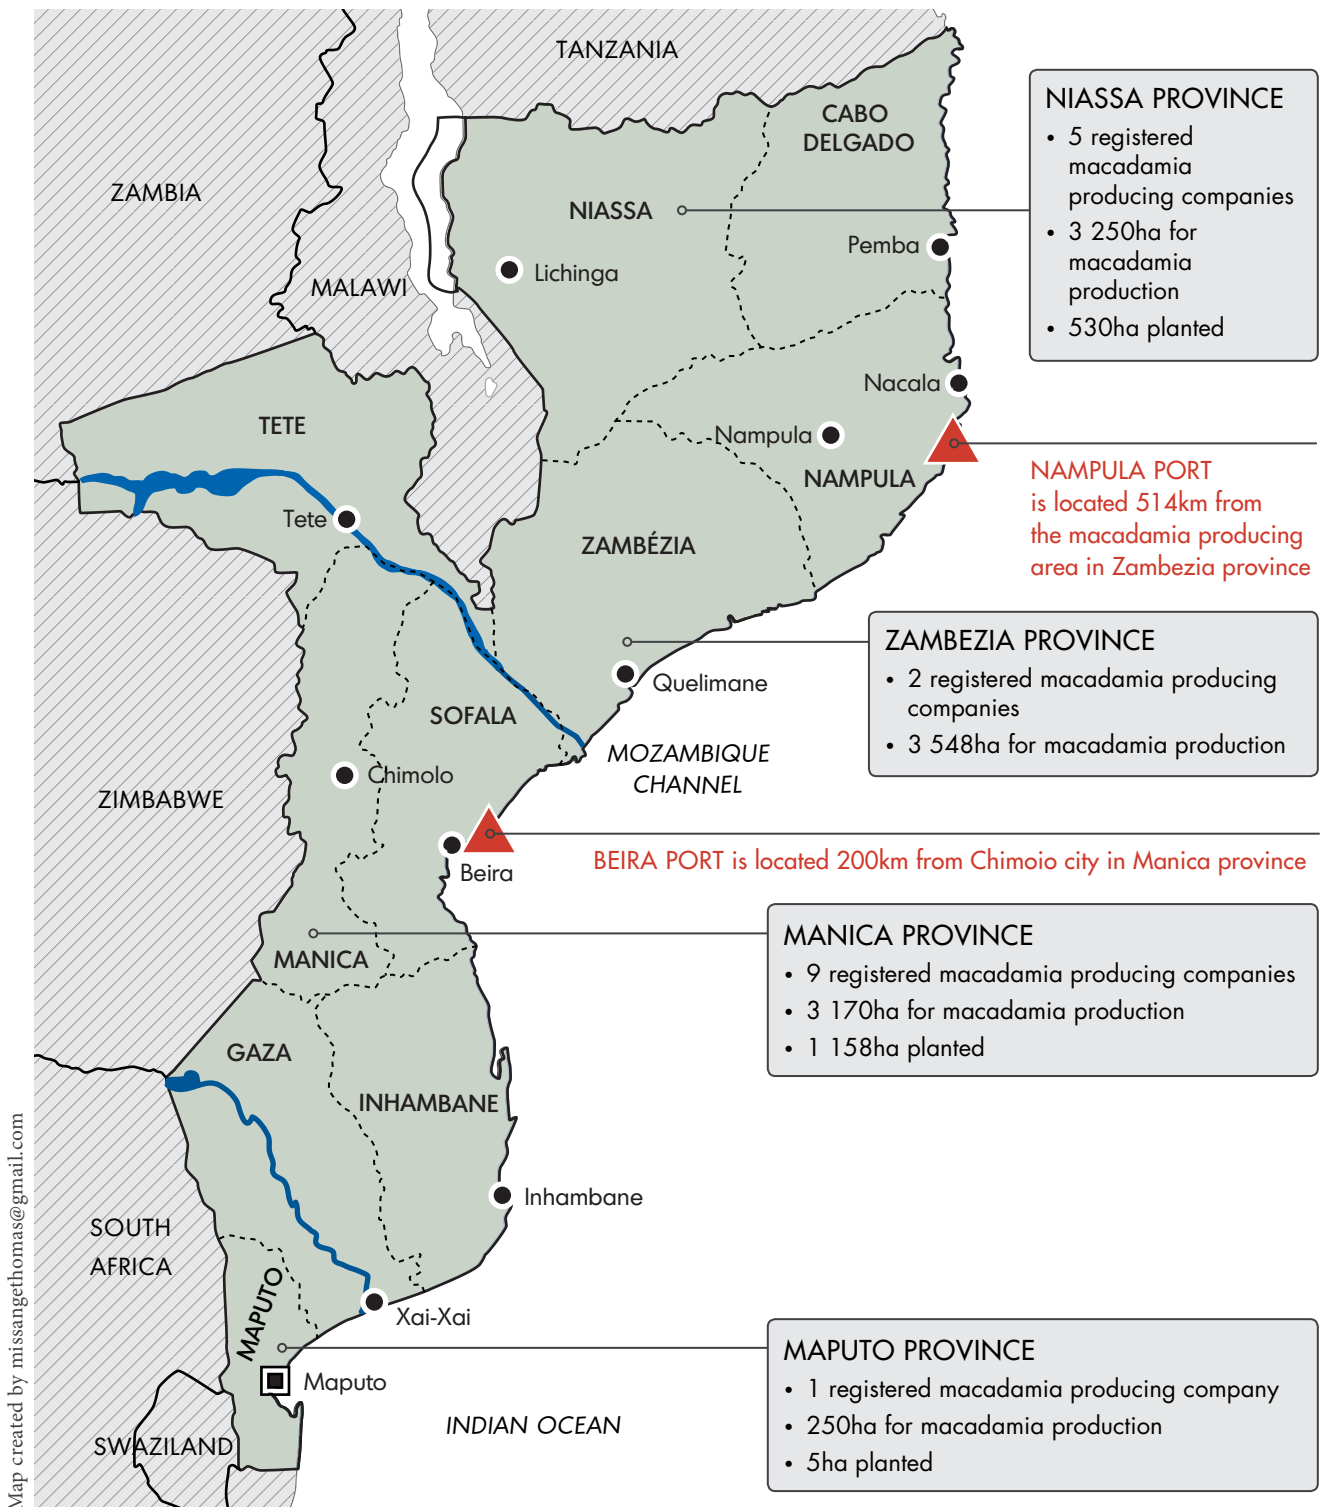 TANZANIA
ZAMBIA
MALAWI
CABO
DELGADO
NIASSA
Lichinga
Pemba
Nacala
Nampula
NAMPULA
TETE
Tete
ZAMBÉZIA
Quelimane
SOFALA
MOZAMBIQUE
CHANNEL
Chimolo
ZIMBABWE
Beira
MANICA
GAZA
INHAMBANE
Inhambane
SOUTH
AFRICA
MAPUTO
Xai-Xai
Maputo
SWAZILAND
INDIAN OCEAN
NIASSA PROVINCE
• 5 registered
macadamia
producing companies
• 3 250ha for
macadamia
production
• 530ha planted
NAMPULA PORT
is located 514km from
the macadamia producing
area in Zambezia province
ZAMBEZIA PROVINCE
• 2 registered macadamia producing
companies
• 3 548ha for macadamia production
BEIRA PORT is located 200km from Chimoio city in Manica province
MANICA PROVINCE
• 9 registered macadamia producing companies
• 3 170ha for macadamia production
• 1 158ha planted
MAPUTO PROVINCE
• 1 registered macadamia producing company
• 250ha for macadamia production
• 5ha planted
Map created by missangethomas@gmail.com